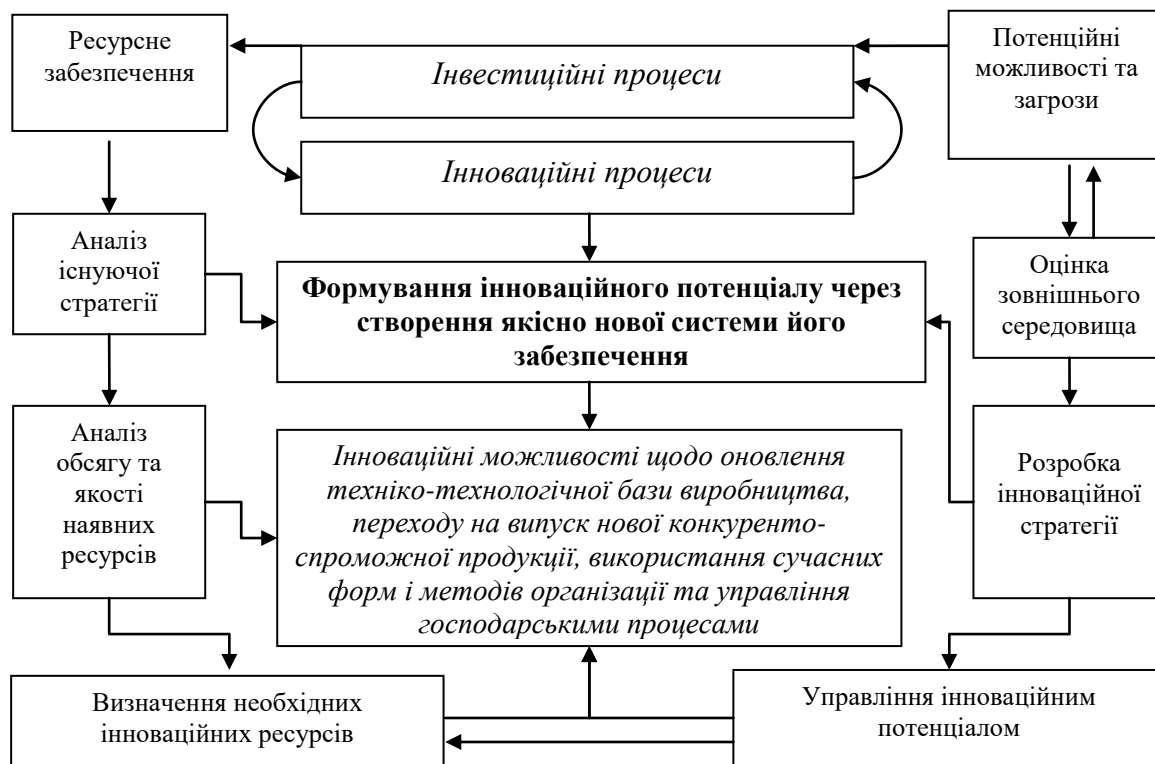 Ресурсне
забезпечення
Інвестиційні процеси
Потенційні
можливості та
загрози
Інноваційні процеси
Аналіз
існуючої
стратегії
Формування інноваційного потенціалу через
створення якісно нової системи його
забезпечення
Оцінка
зовнішнього
середовища
Аналіз
обсягу та
якості
наявних
ресурсів
Інноваційні можливості щодо оновлення
техніко-технологічної бази виробництва,
переходу на випуск нової конкуренто-
спроможної продукції, використання сучасних
форм і методів організації та управління
господарськими процесами
Розробка
інноваційної
стратегії
Визначення необхідних
інноваційних ресурсів
Управління інноваційним
потенціалом